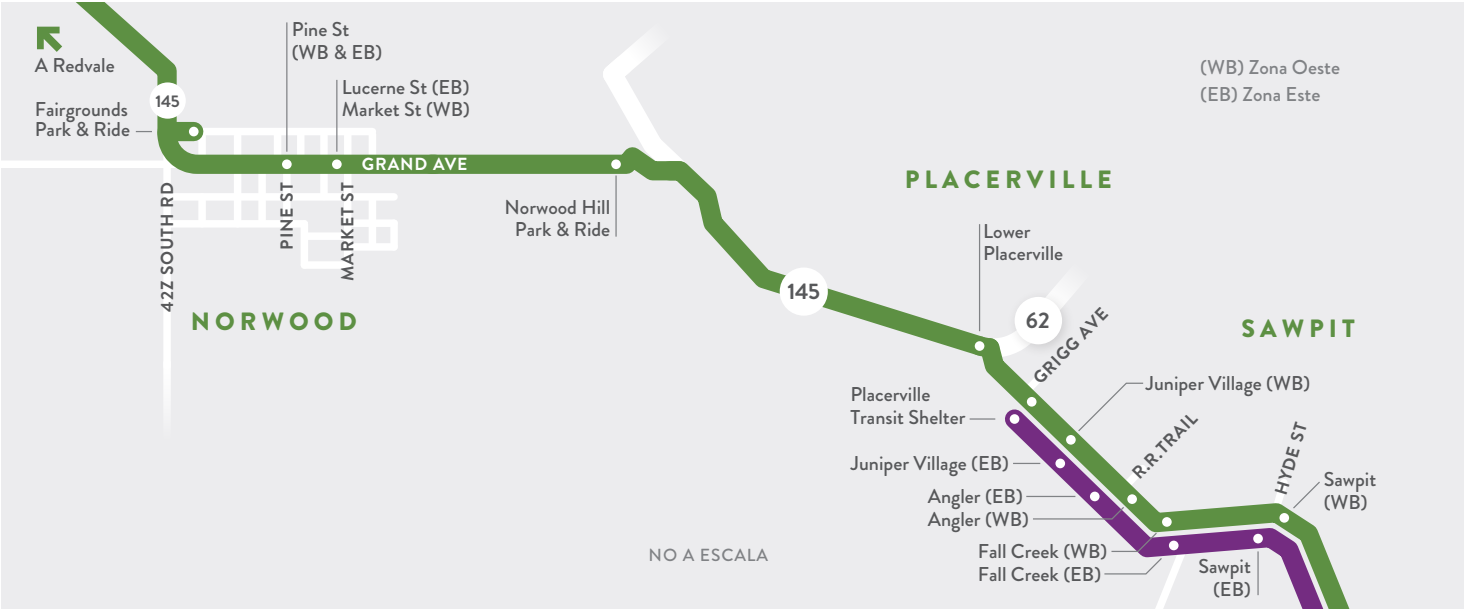 A Redvale
145
Fairgrounds
Park & Ride
Pine St
(WB & EB)
Lucerne St (EB)
Market St (WB)
GRAND AVE
42Z SOUTH RD
PINE ST
MARKET ST
NORWOOD
Norwood Hill
Park & Ride
145
(WB) Zona Oeste
(EB) Zona Este
PLACERVILLE
Lower
Placerville
62
GRIGG AVE
SAWPIT
Placerville
Transit Shelter
Juniper Village (WB)
Juniper Village (EB)
R.R.TRAIL
HYDE ST
Angler (EB)
Angler (WB)
Sawpit
(WB)
Fall Creek (WB)
Fall Creek (EB)
Sawpit
(EB)
NO A ESCALA